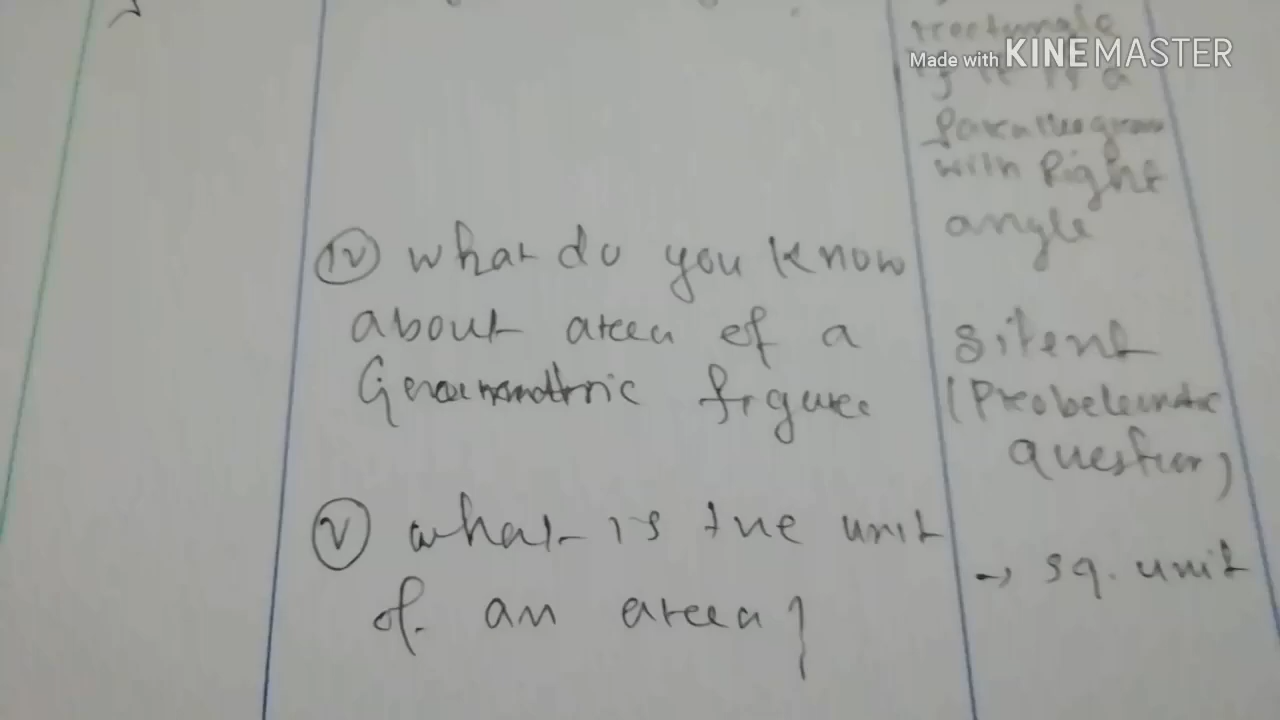 Made with KINEMASTER
a
parallelogram
with Right
angle
IV what do you know
about area of a
Geometric figure
silent
(Probelematic
question)
V what is the unit
of an area?
→ sq. unit